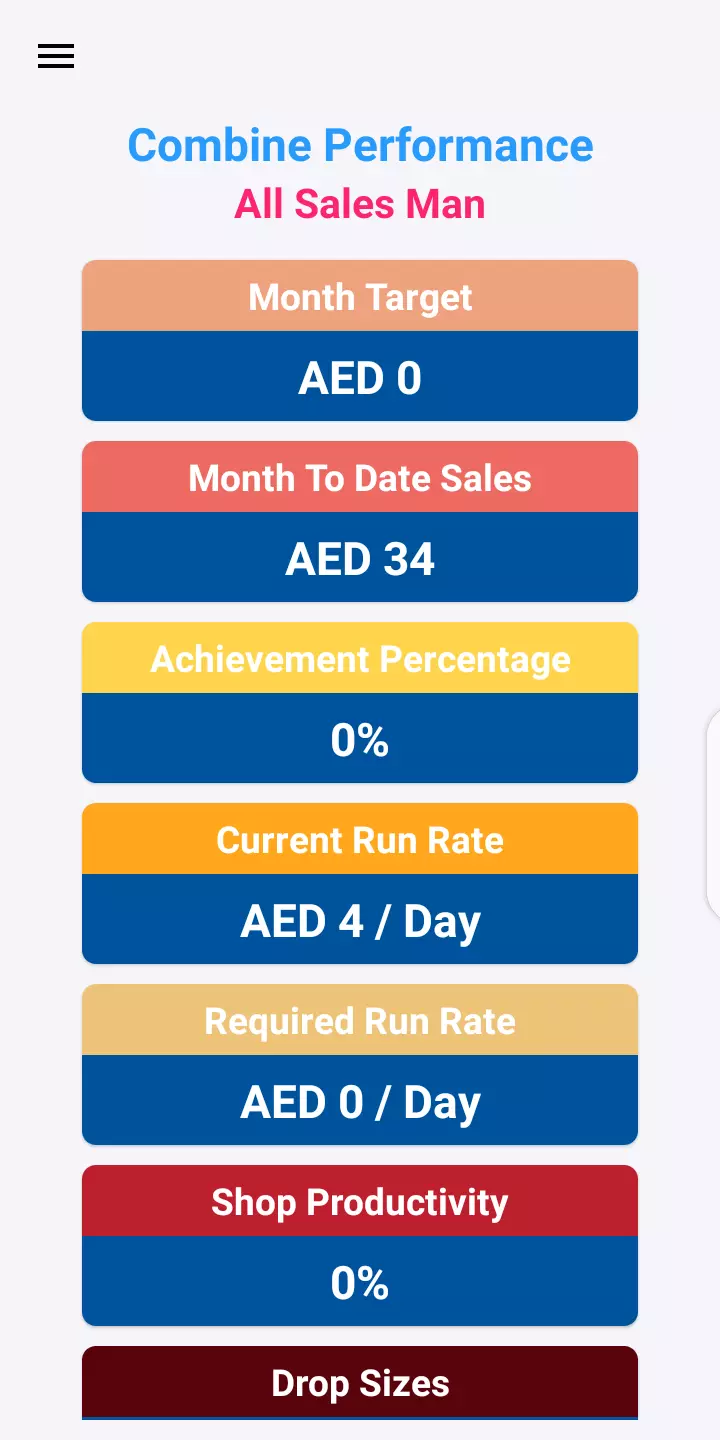 Combine Performance
All Sales Man
Month Target
AED 0
Month To Date Sales
AED 34
Achievement Percentage
0%
Current Run Rate
AED 4 / Day
Required Run Rate
AED 0 / Day
Shop Productivity
0%
Drop Sizes